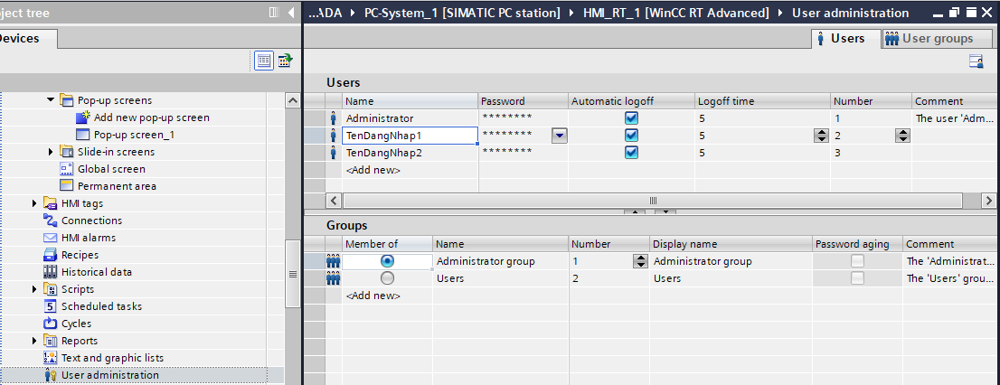 oject tree
...\ADA ▸ PC-System_1 [SIMATIC PC station] ▸ HMI_RT_1 [WinCC RT Advanced] ▸ User administration
Devices
Users
User groups
Pop-up screens
Add new pop-up screen
Pop-up screen_1
Slide-in screens
Global screen
Permanent area
HMI tags
Connections
HMI alarms
Recipes
Historical data
Scripts
Scheduled tasks
Cycles
Reports
Text and graphic lists
User administration
Users
Name Password Automatic logoff Logoff time Number Comment
Administrator ******** 5 1 The user 'Adm...
TenDangNhap1 ******** 5 2
TenDangNhap2 ******** 5 3
<Add new>
Groups
Member of Name Number Display name Password aging Comment
Administrator group 1 Administrator group The 'Administrat...
Users 2 Users The 'Users' grou...
<Add new>